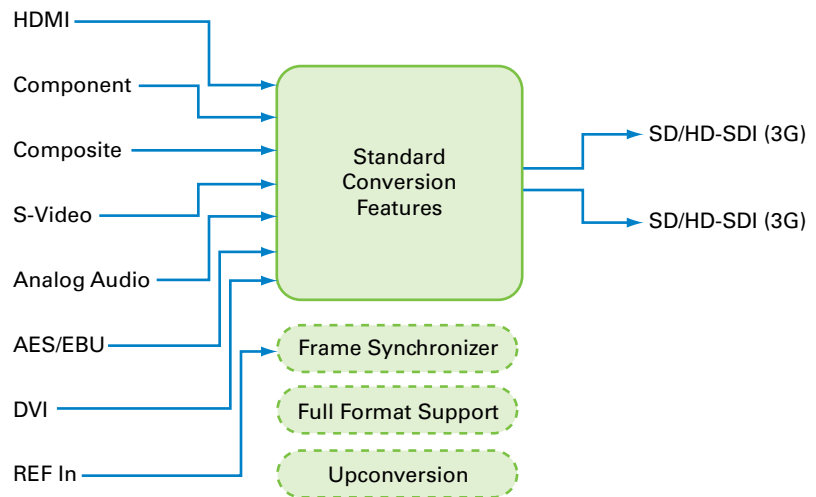 HDMI
Component
Composite
S-Video
Analog Audio
AES/EBU
DVI
REF In
Standard
Conversion
Features
Frame Synchronizer
Full Format Support
Upconversion
SD/HD-SDI (3G)
SD/HD-SDI (3G)